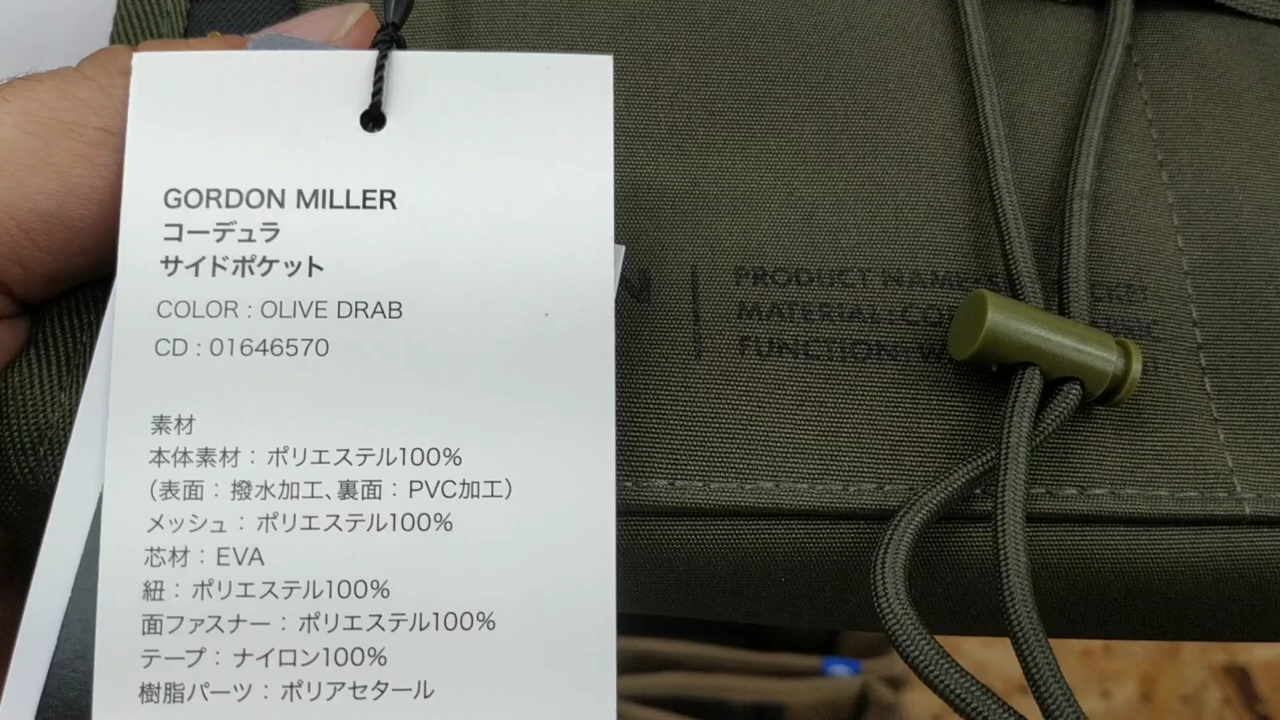 GORDON MILLER
コーデュラ
サイドポケット
COLOR : OLIVE DRAB
CD : 01646570
素材
本体素材 : ポリエステル100%
(表面 : 撥水加工、裏面 : PVC加工)
メッシュ : ポリエステル100%
芯材 : EVA
紐 : ポリエステル100%
面ファスナー : ポリエステル100%
テープ : ナイロン100%
樹脂パーツ : ポリアセタール
PRODUCT NAME
MATERIAL:
FUNCTION: